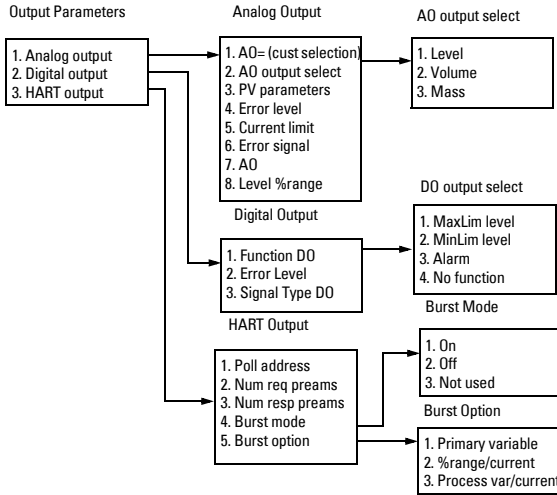 Output Parameters
1. Analog output
2. Digital output
3. HART output
Analog Output
1. AO= (cust selection)
2. AO output select
3. PV parameters
4. Error level
5. Current limit
6. Error signal
7. AO
8. Level %range
AO output select
1. Level
2. Volume
3. Mass
Digital Output
1. Function DO
2. Error Level
3. Signal Type DO
DO output select
1. MaxLim level
2. MinLim level
3. Alarm
4. No function
HART Output
1. Poll address
2. Num req preams
3. Num resp preams
4. Burst mode
5. Burst option
Burst Mode
1. On
2. Off
3. Not used
Burst Option
1. Primary variable
2. %range/current
3. Process var/current